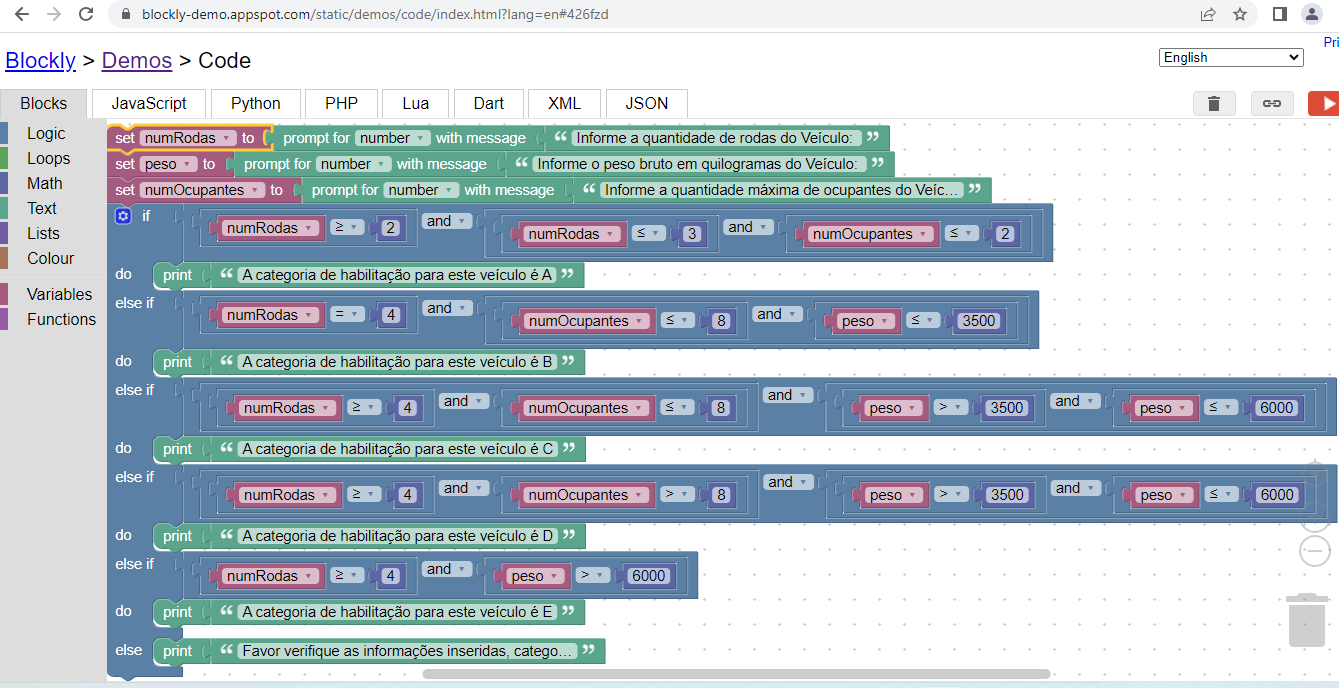 blockly-demo.appspot.com/static/demos/code/index.html?lang=en#426fzd
Pri
Blockly > Demos > Code
English
Blocks JavaScript Python PHP Lua Dart XML JSON
Logic
Loops
Math
Text
Lists
Colour
Variables
Functions
set numRodas to prompt for number with message “ Informe a quantidade de rodas do Veículo: ”
set peso to prompt for number with message “ Informe o peso bruto em quilogramas do Veículo: ”
set numOcupantes to prompt for number with message “ Informe a quantidade máxima de ocupantes do Veíc... ”
if numRodas ≥ 2 and numRodas ≤ 3 and numOcupantes ≤ 2
do print “ A categoria de habilitação para este veículo é A ”
else if numRodas = 4 and numOcupantes ≤ 8 and peso ≤ 3500
do print “ A categoria de habilitação para este veículo é B ”
else if numRodas ≥ 4 and numOcupantes ≤ 8 and peso > 3500 and peso ≤ 6000
do print “ A categoria de habilitação para este veículo é C ”
else if numRodas ≥ 4 and numOcupantes > 8 and peso > 3500 and peso ≤ 6000
do print “ A categoria de habilitação para este veículo é D ”
else if numRodas ≥ 4 and peso > 6000
do print “ A categoria de habilitação para este veículo é E ”
else print “ Favor verifique as informações inseridas, catego... ”